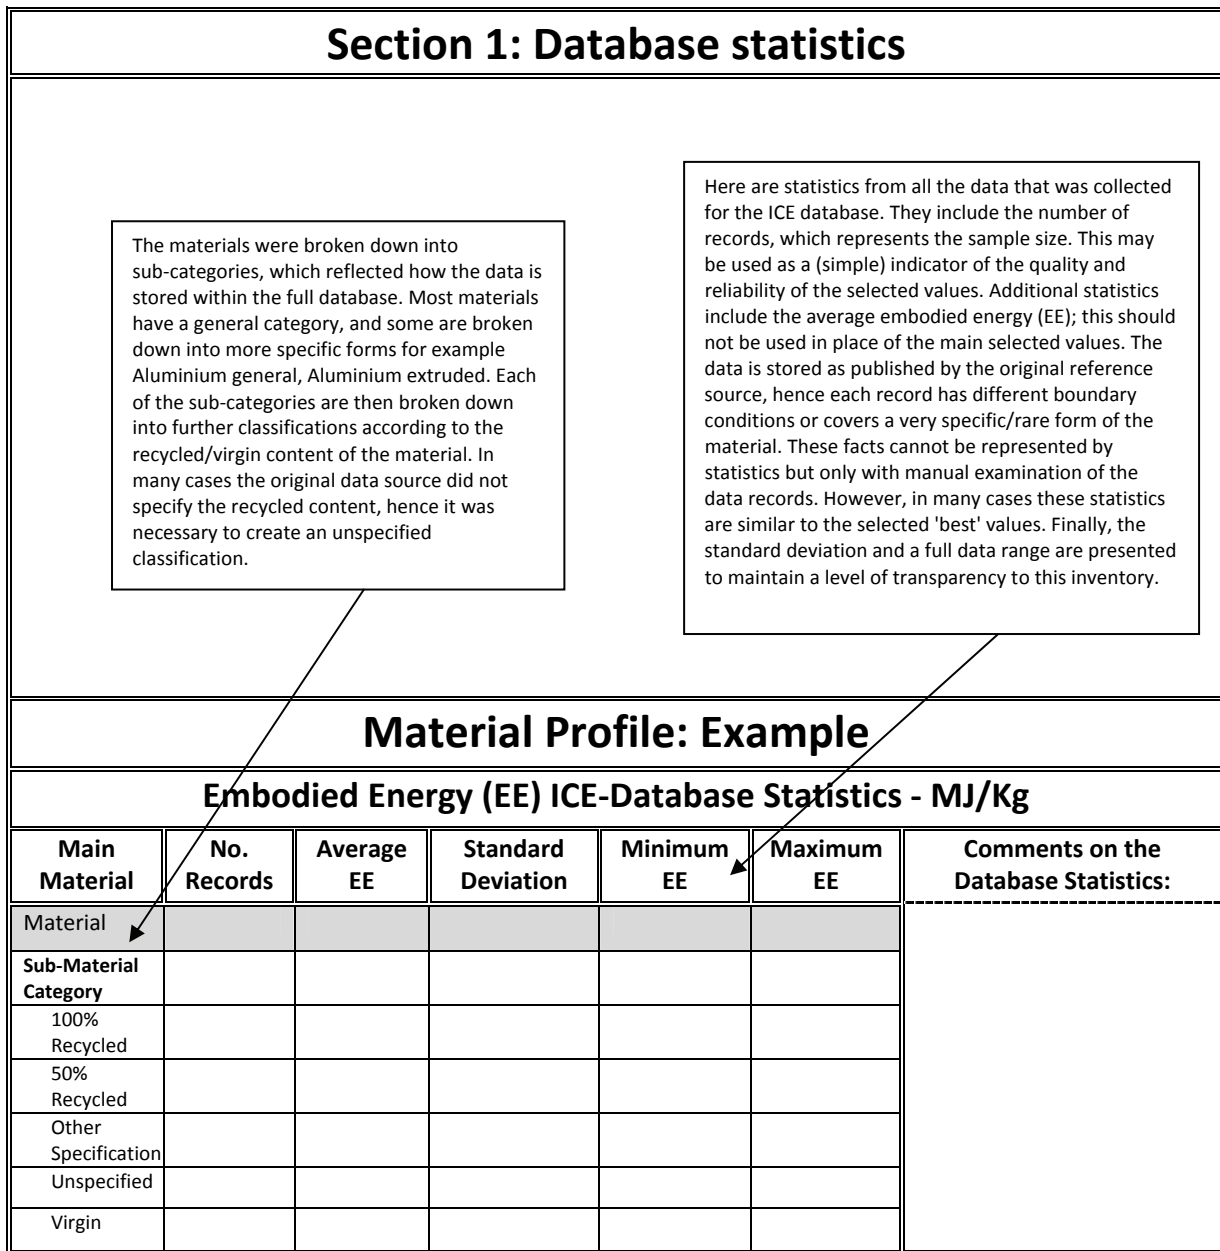 Section 1: Database statistics
The materials were broken down into
sub-categories, which reflected how the data is
stored within the full database. Most materials
have a general category, and some are broken
down into more specific forms for example
Aluminium general, Aluminium extruded. Each
of the sub-categories are then broken down
into further classifications according to the
recycled/virgin content of the material. In
many cases the original data source did not
specify the recycled content, hence it was
necessary to create an unspecified
classification.
Here are statistics from all the data that was collected
for the ICE database. They include the number of
records, which represents the sample size. This may
be used as a (simple) indicator of the quality and
reliability of the selected values. Additional statistics
include the average embodied energy (EE); this should
not be used in place of the main selected values. The
data is stored as published by the original reference
source, hence each record has different boundary
conditions or covers a very specific/rare form of the
material. These facts cannot be represented by
statistics but only with manual examination of the
data records. However, in many cases these statistics
are similar to the selected 'best' values. Finally, the
standard deviation and a full data range are presented
to maintain a level of transparency to this inventory.
Material Profile: Example
Embodied Energy (EE) ICE-Database Statistics - MJ/Kg
Main
Material
No.
Records
Average
EE
Standard
Deviation
Minimum
EE
Maximum
EE
Comments on the
Database Statistics:
Material
Sub-Material
Category
100%
Recycled
50%
Recycled
Other
Specification
Unspecified
Virgin